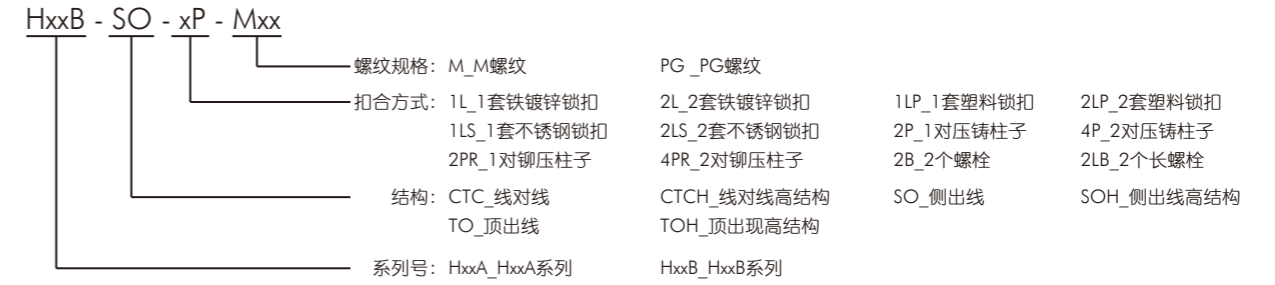 HxxB - SO - xP - Mxx
螺纹规格：M_M螺纹 PG _PG螺纹
扣合方式：1L_1套铁镀锌锁扣 2L_2套铁镀锌锁扣 1LP_1套塑料锁扣 2LP_2套塑料锁扣
1LS_1套不锈钢锁扣 2LS_2套不锈钢锁扣 2P_1对压铸柱子 4P_2对压铸柱子
2PR_1对铆压柱子 4PR_2对铆压柱子 2B_2个螺栓 2LB_2个长螺栓
结构：CTC_线对线 CTCH_线对线高结构 SO_侧出线 SOH_侧出线高结构
TO_顶出线 TOH_顶出现高结构
系列号：HxxA_HxxA系列 HxxB_HxxB系列